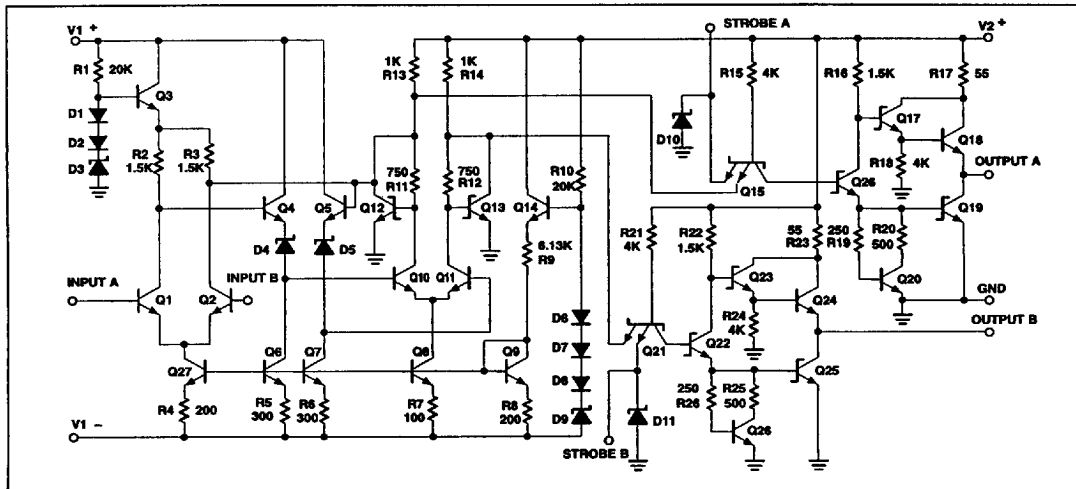 STROBE A
V1 +
V2 +
R1 20K
1K
R13
1K
R14
R15 4K
R16 1.5K
R17 55
Q3
D1
D2
D3
R2
1.5K
R3
1.5K
D10
Q17
Q18
R18 4K
OUTPUT A
750
R11
750
R12
R10
20K
Q15
Q26
Q4
Q5
Q12
Q13
Q14
Q19
D4
D5
6.13K
R9
R21
4K
R22
1.5K
55
R23
250
R19
R20
500
INPUT A
INPUT B
Q1
Q2
Q10
Q11
Q23
Q20
Q24
GND
D6
D7
D8
D9
R24
4K
OUTPUT B
Q21
Q22
Q27
Q6
Q7
Q8
Q9
Q25
R4 200
R5
300
R6
300
R7
100
R8
200
250
R26
R25
500
Q26
D11
V1 -
STROBE B